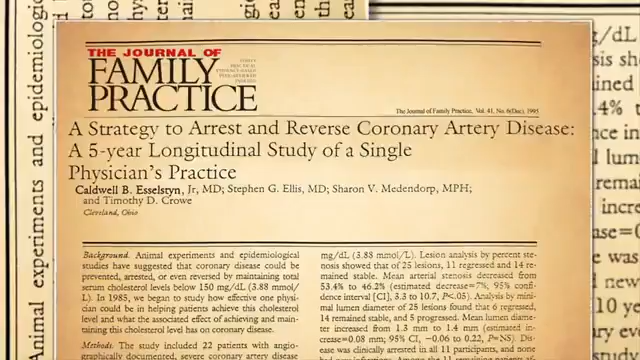 THE JOURNAL OF
FAMILY
PRACTICE
The Journal of Family Practice, Vol. 41, No. 6(Dec), 1995
A Strategy to Arrest and Reverse Coronary Artery Disease:
A 5-year Longitudinal Study of a Single
Physician's Practice
Caldwell B. Esselstyn, Jr, MD; Stephen G. Ellis, MD; Sharon V. Medendorp, MPH;
and Timothy D. Crowe
Cleveland, Ohio
Background. Animal experiments and epidemiological
studies have suggested that coronary disease could be
prevented, arrested, or even reversed by maintaining total
serum cholesterol levels below 150 mg/dL (3.88 mmol/
L). In 1985, we began to study how effective one physi-
cian could be in helping patients achieve this cholesterol
level and what the associated effect of achieving and main-
taining this cholesterol level has on coronary disease.
Methods. The study included 22 patients with angio-
graphically documented, severe coronary artery disease
mg/dL (3.88 mmol/L). Lesion analysis by percent ste-
nosis showed that of 25 lesions, 11 regressed and 14 re-
mained stable. Mean arterial stenosis decreased from
53.4% to 46.2% (estimated decrease=7%; 95% confi-
dence interval [CI], 3.3 to 10.7, P<.05). Analysis by mini-
mal lumen diameter of 25 lesions found that 6 regressed,
14 remained stable, and 5 progressed. Mean lumen diame-
ter increased from 1.3 mm to 1.4 mm (estimated in-
crease=0.08 mm; 95% CI, −0.06 to 0.22, P=NS). Dis-
ease was clinically arrested in all 11 participants, and none
Animal experiments and epidemiologic